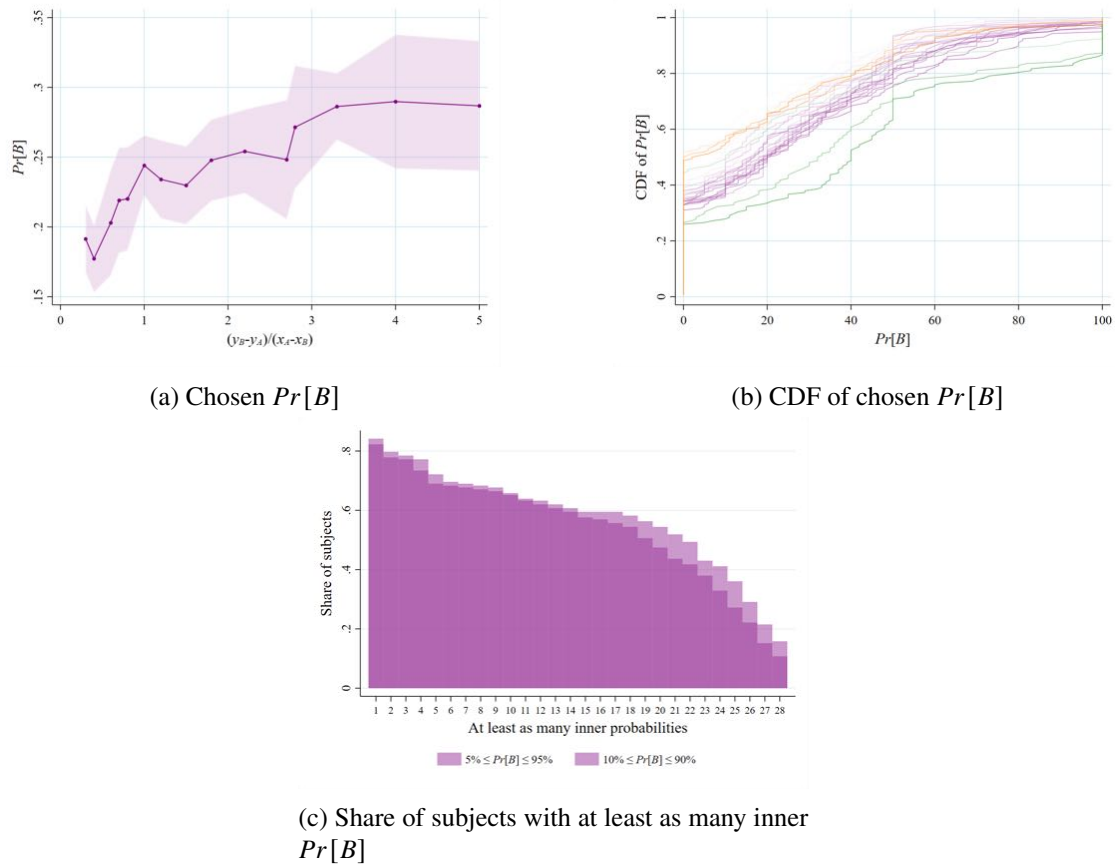 Pr[B]
.35
.3
.25
.2
.15
0 1 2 3 4 5
(y_B-y_A)/(x_A-x_B)
(a) Chosen Pr[B]
CDF of Pr[B]
1
.8
.6
.4
.2
0
0 20 40 60 80 100
Pr[B]
(b) CDF of chosen Pr[B]
Share of subjects
.8
.6
.4
.2
0
1 2 3 4 5 6 7 8 9 10 11 12 13 14 15 16 17 18 19 20 21 22 23 24 25 26 27 28
At least as many inner probabilities
5% ≤ Pr[B] ≤ 95% 10% ≤ Pr[B] ≤ 90%
(c) Share of subjects with at least as many inner
Pr[B]